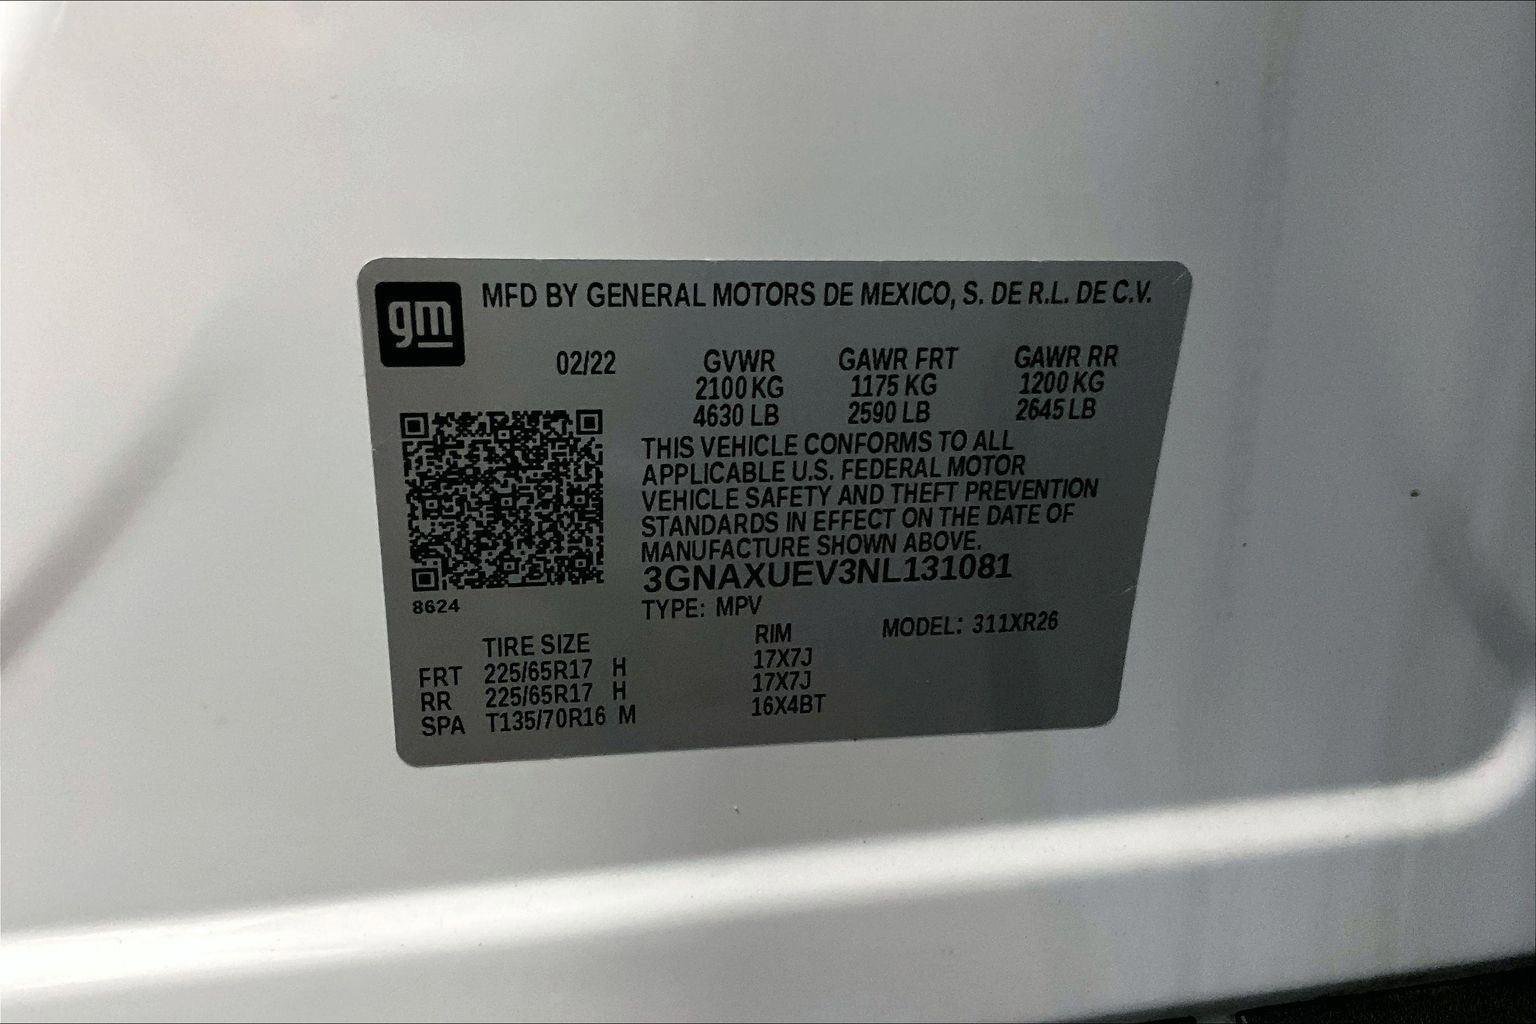 gm
MFD BY GENERAL MOTORS DE MEXICO, S. DE R.L. DE C.V.
02/22 GVWR GAWR FRT GAWR RR
2100 KG 1175 KG 1200 KG
4630 LB 2590 LB 2645 LB
THIS VEHICLE CONFORMS TO ALL
APPLICABLE U.S. FEDERAL MOTOR
VEHICLE SAFETY AND THEFT PREVENTION
STANDARDS IN EFFECT ON THE DATE OF
MANUFACTURE SHOWN ABOVE.
3GNAXUEV3NL131081
8624
TYPE: MPV MODEL: 311XR26
TIRE SIZE RIM
FRT 225/65R17 H 17X7J
RR 225/65R17 H 17X7J
SPA T135/70R16 M 16X4BT